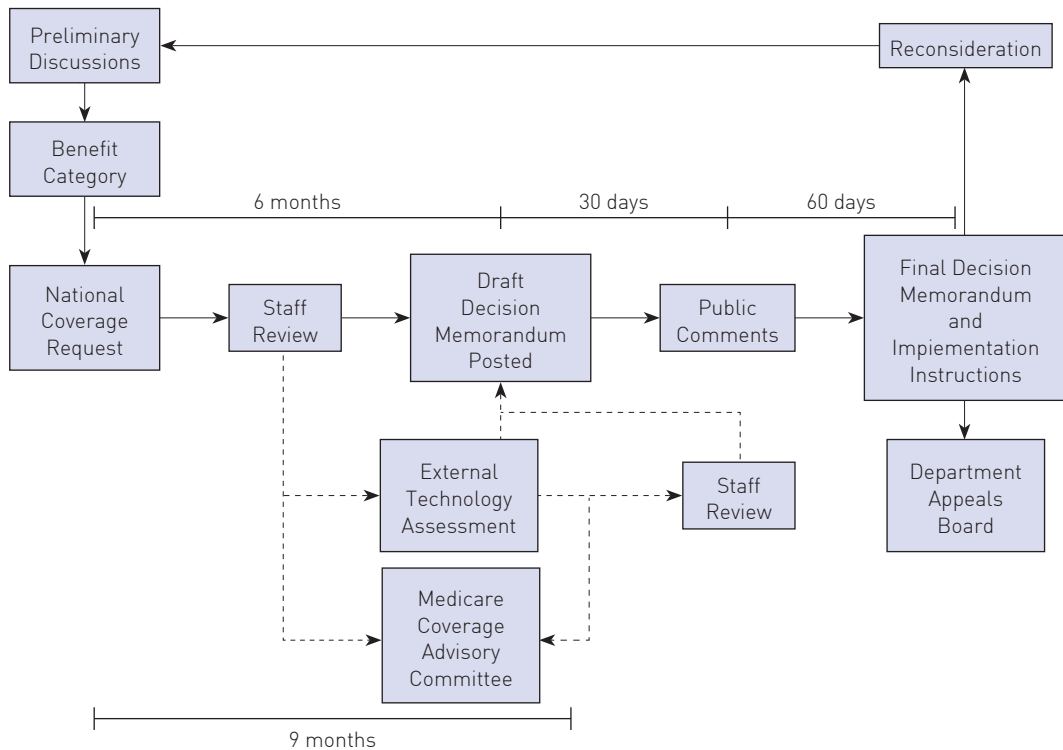 Preliminary
Discussions
Reconsideration
Benefit
Category
6 months
30 days
60 days
National
Coverage
Request
Staff
Review
Draft
Decision
Memorandum
Posted
Public
Comments
Final Decision
Memorandum
and
Impiementation
Instructions
External
Technology
Assessment
Staff
Review
Department
Appeals
Board
Medicare
Coverage
Advisory
Committee
9 months